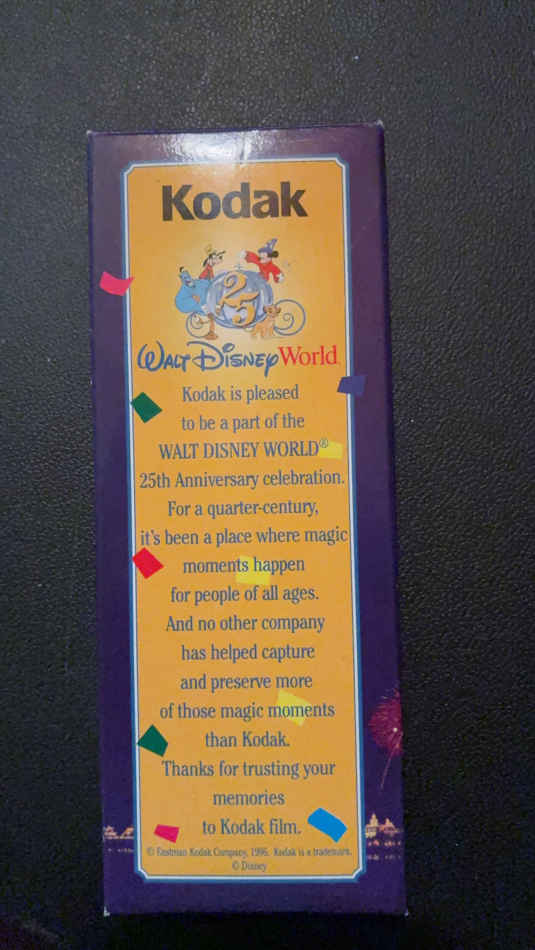 Kodak
25
WALT DISNEY World
Kodak is pleased
to be a part of the
WALT DISNEY WORLD®
25th Anniversary celebration.
For a quarter-century,
it's been a place where magic
moments happen
for people of all ages.
And no other company
has helped capture
and preserve more
of those magic moments
than Kodak.
Thanks for trusting your
memories
to Kodak film.
© Eastman Kodak Company, 1996. Kodak is a trademark.
© Disney